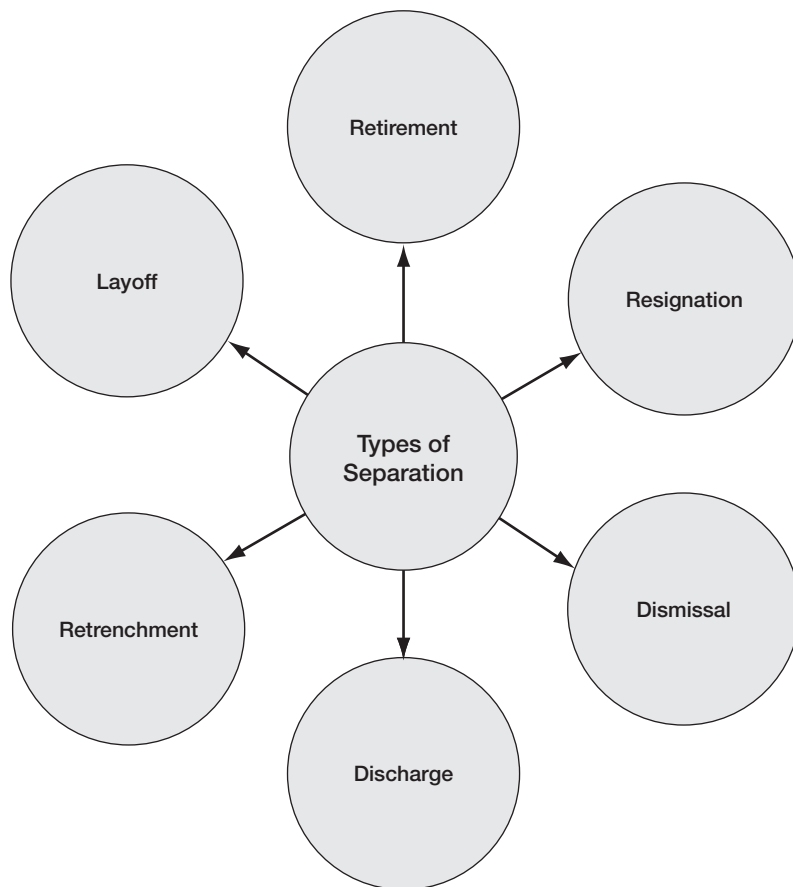 Retirement
Layoff
Resignation
Types of
Separation
Retrenchment
Dismissal
Discharge